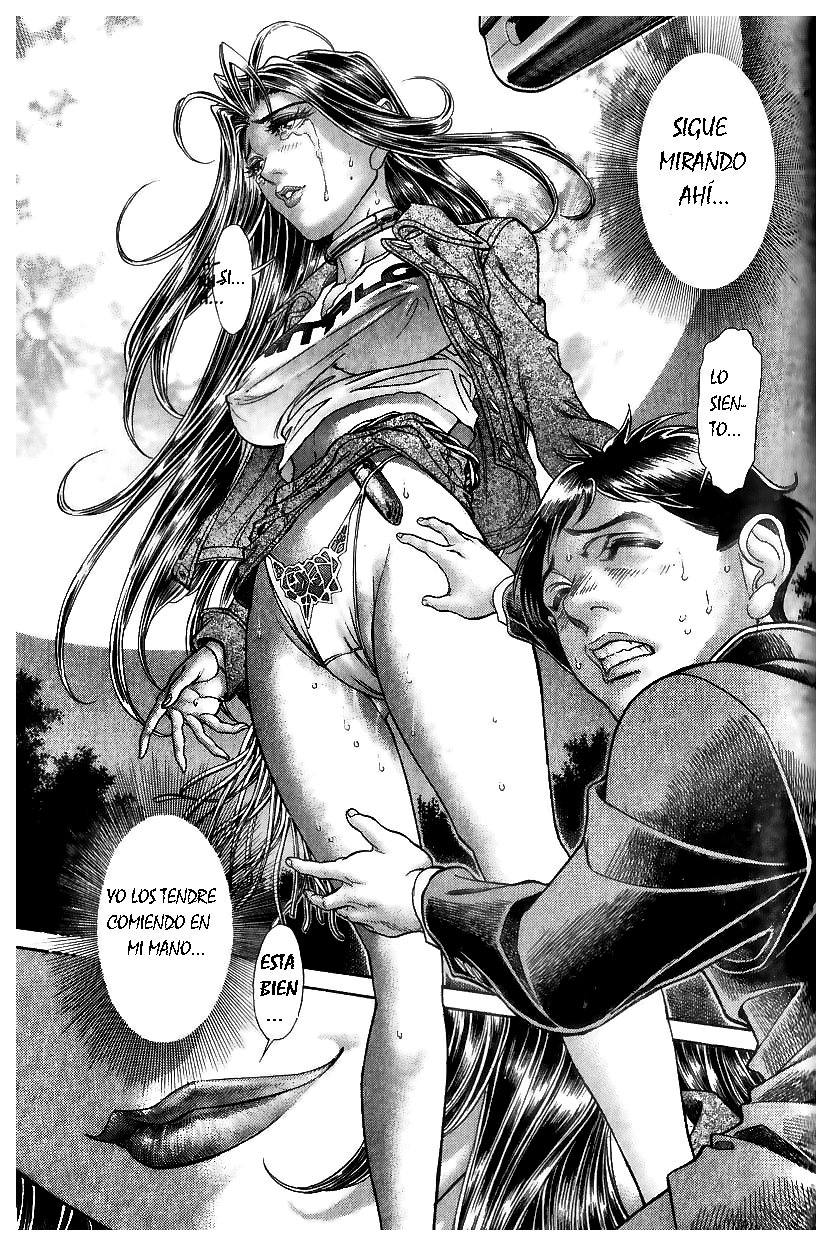 SIGUE
MIRANDO
AHÍ...
SI...
LO
SIEN-
TO...
YO LOS TENDRE
COMIENDO EN
MI MANO...
ESTA
BIEN
...